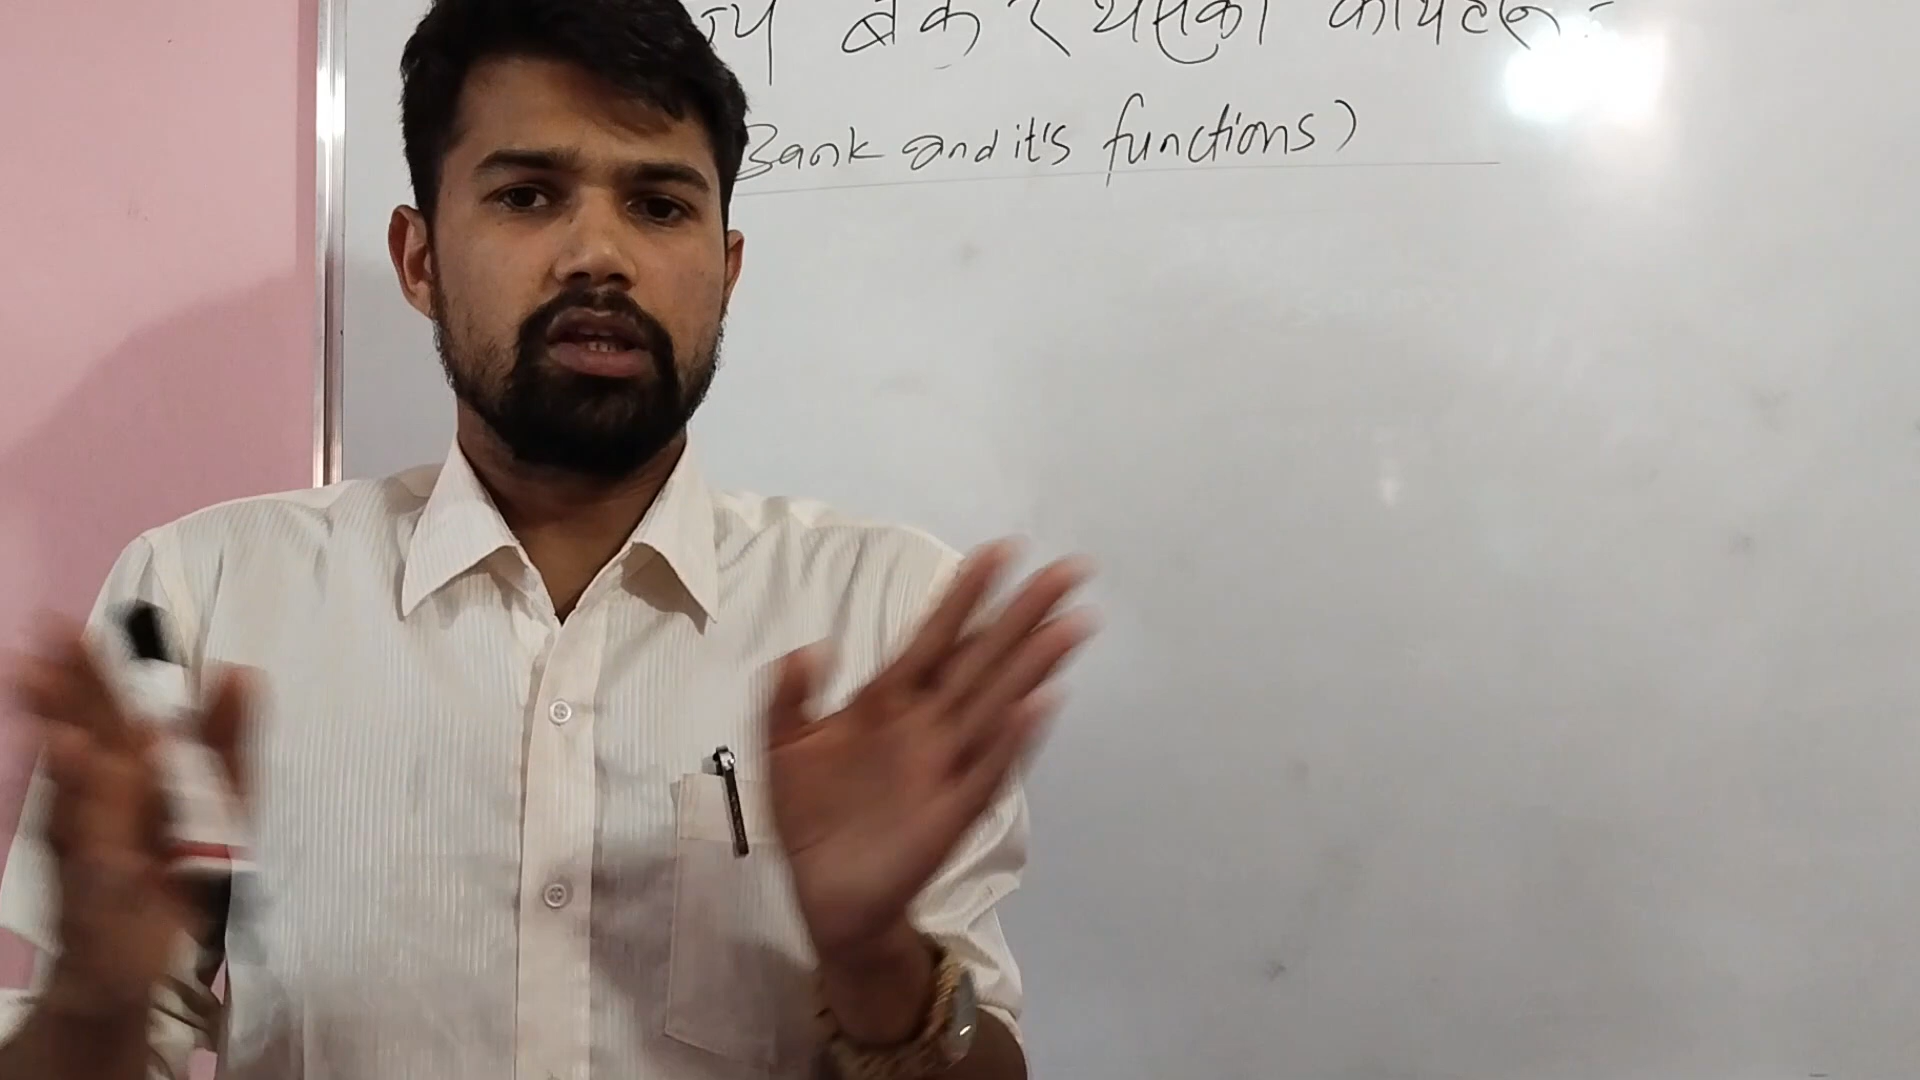 बैंक र यसका कार्यहरू :-
Bank and it's functions)